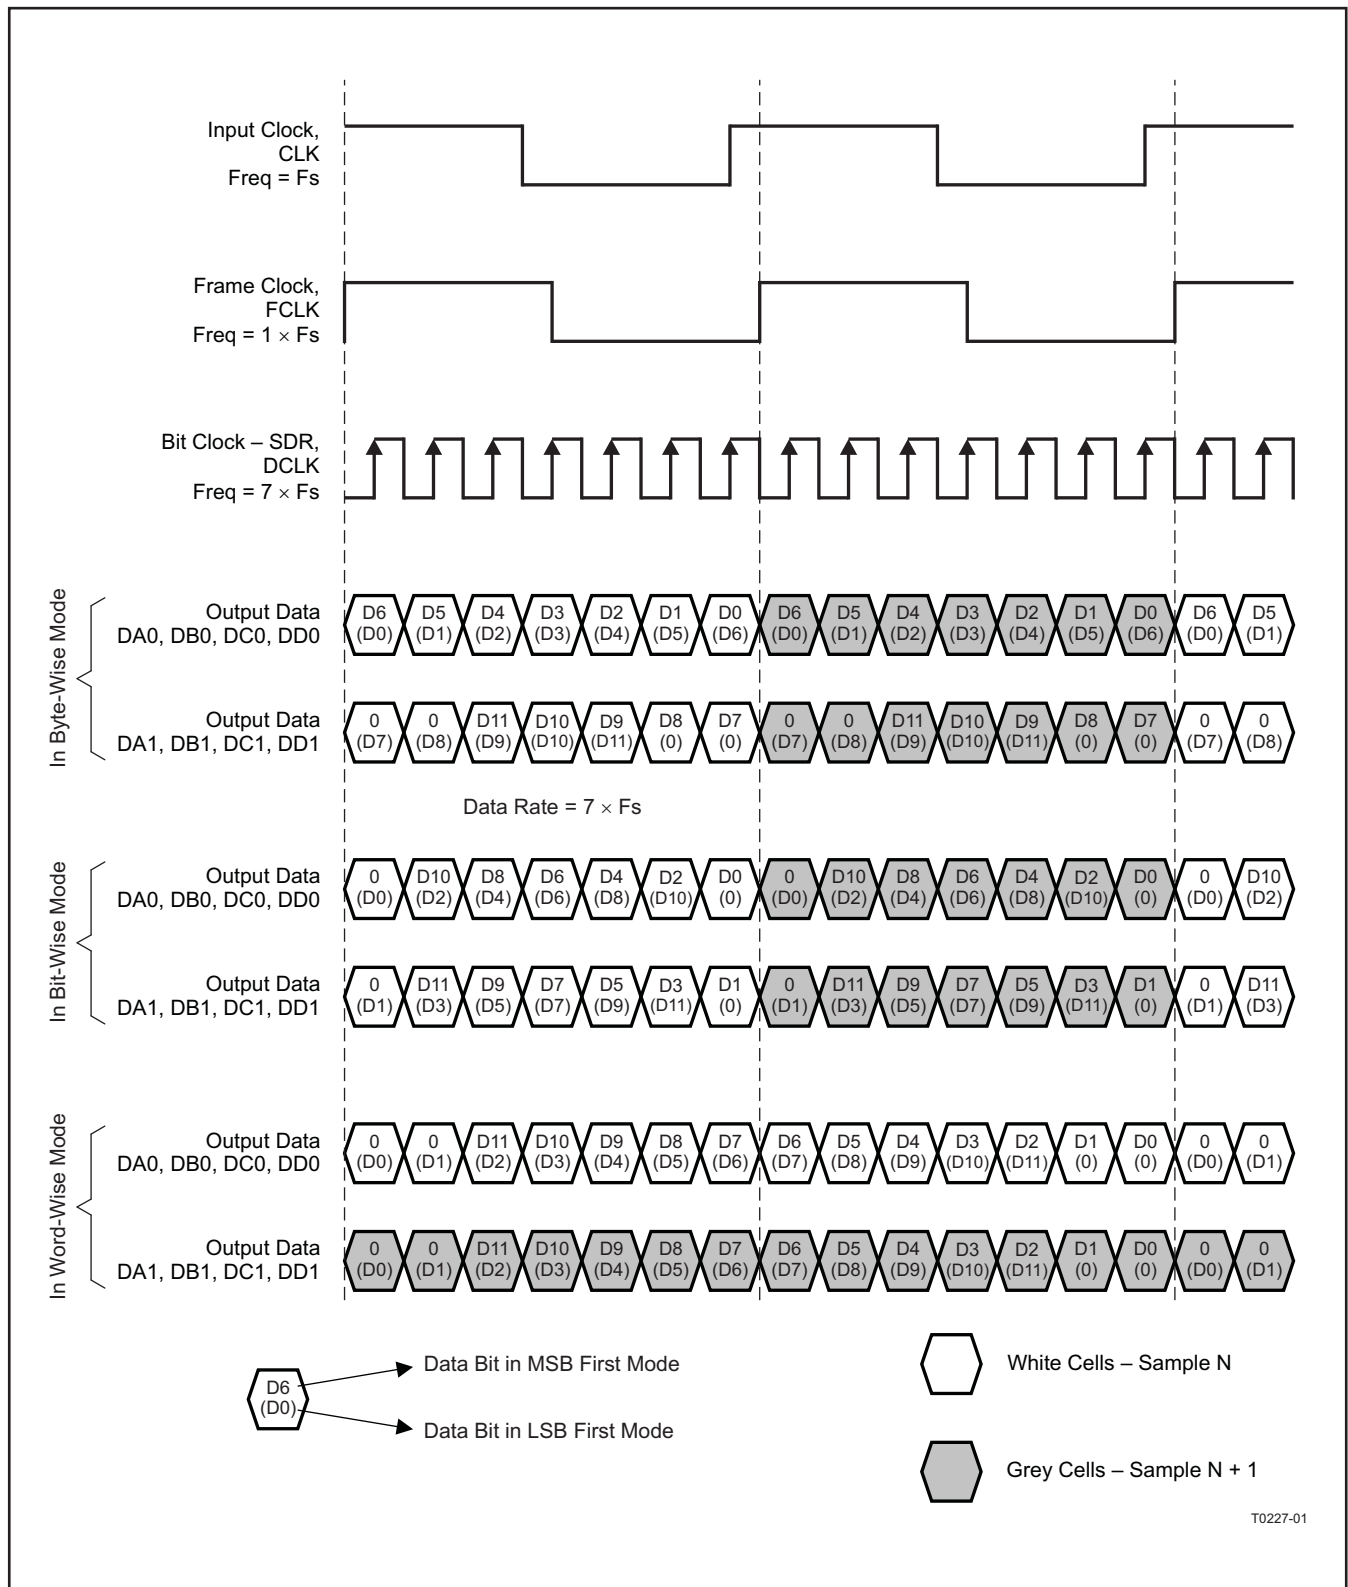 Input Clock,
CLK
Freq = Fs
Frame Clock,
FCLK
Freq = 1 × Fs
Bit Clock – SDR,
DCLK
Freq = 7 × Fs
In Byte-Wise Mode
Output Data
DA0, DB0, DC0, DD0
D6 D5 D4 D3 D2 D1 D0 D6 D5 D4 D3 D2 D1 D0 D6 D5
(D0) (D1) (D2) (D3) (D4) (D5) (D6) (D0) (D1) (D2) (D3) (D4) (D5) (D6) (D0) (D1)
Output Data
DA1, DB1, DC1, DD1
0 0 D11 D10 D9 D8 D7 0 0 D11 D10 D9 D8 D7 0 0
(D7) (D8) (D9) (D10) (D11) (0) (0) (D7) (D8) (D9) (D10) (D11) (0) (0) (D7) (D8)
Data Rate = 7 × Fs
In Bit-Wise Mode
Output Data
DA0, DB0, DC0, DD0
0 D10 D8 D6 D4 D2 D0 0 D10 D8 D6 D4 D2 D0 0 D10
(D0) (D2) (D4) (D6) (D8) (D10) (0) (D0) (D2) (D4) (D6) (D8) (D10) (0) (D0) (D2)
Output Data
DA1, DB1, DC1, DD1
0 D11 D9 D7 D5 D3 D1 0 D11 D9 D7 D5 D3 D1 0 D11
(D1) (D3) (D5) (D7) (D9) (D11) (0) (D1) (D3) (D5) (D7) (D9) (D11) (0) (D1) (D3)
In Word-Wise Mode
Output Data
DA0, DB0, DC0, DD0
0 0 D11 D10 D9 D8 D7 D6 D5 D4 D3 D2 D1 D0 0 0
(D0) (D1) (D2) (D3) (D4) (D5) (D6) (D7) (D8) (D9) (D10) (D11) (0) (0) (D0) (D1)
Output Data
DA1, DB1, DC1, DD1
0 0 D11 D10 D9 D8 D7 D6 D5 D4 D3 D2 D1 D0 0 0
(D0) (D1) (D2) (D3) (D4) (D5) (D6) (D7) (D8) (D9) (D10) (D11) (0) (0) (D0) (D1)
D6
(D0)
Data Bit in MSB First Mode
Data Bit in LSB First Mode
White Cells – Sample N
Grey Cells – Sample N + 1
T0227-01